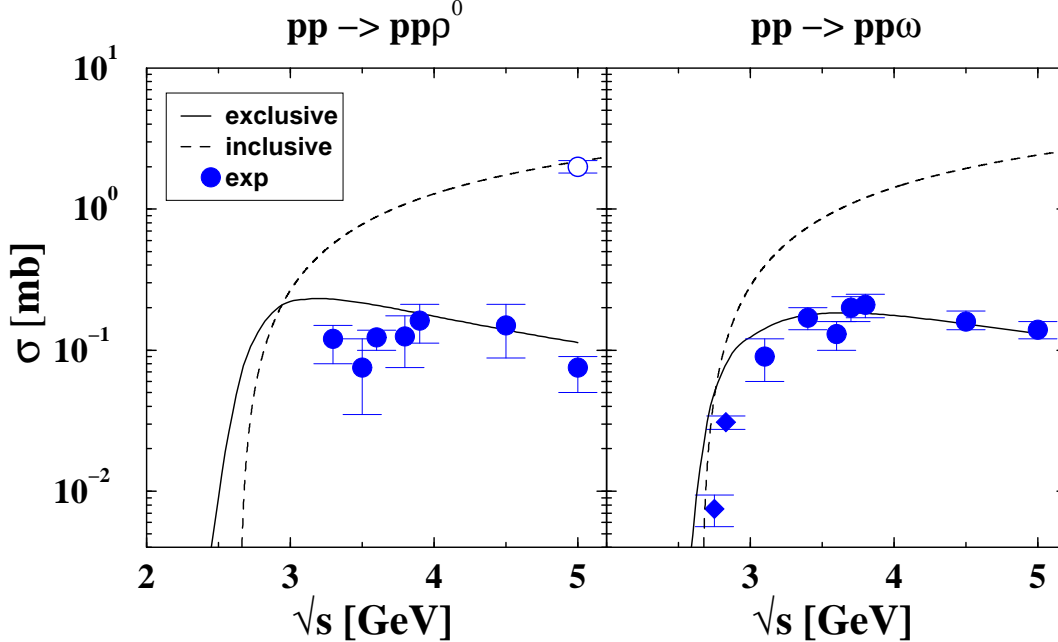 pp −> ppρ⁰
pp −> ppω
σ [mb]
10¹
10⁰
10⁻¹
10⁻²
exclusive
inclusive
exp
2 3 4 5
3 4 5
√s [GeV]
√s [GeV]